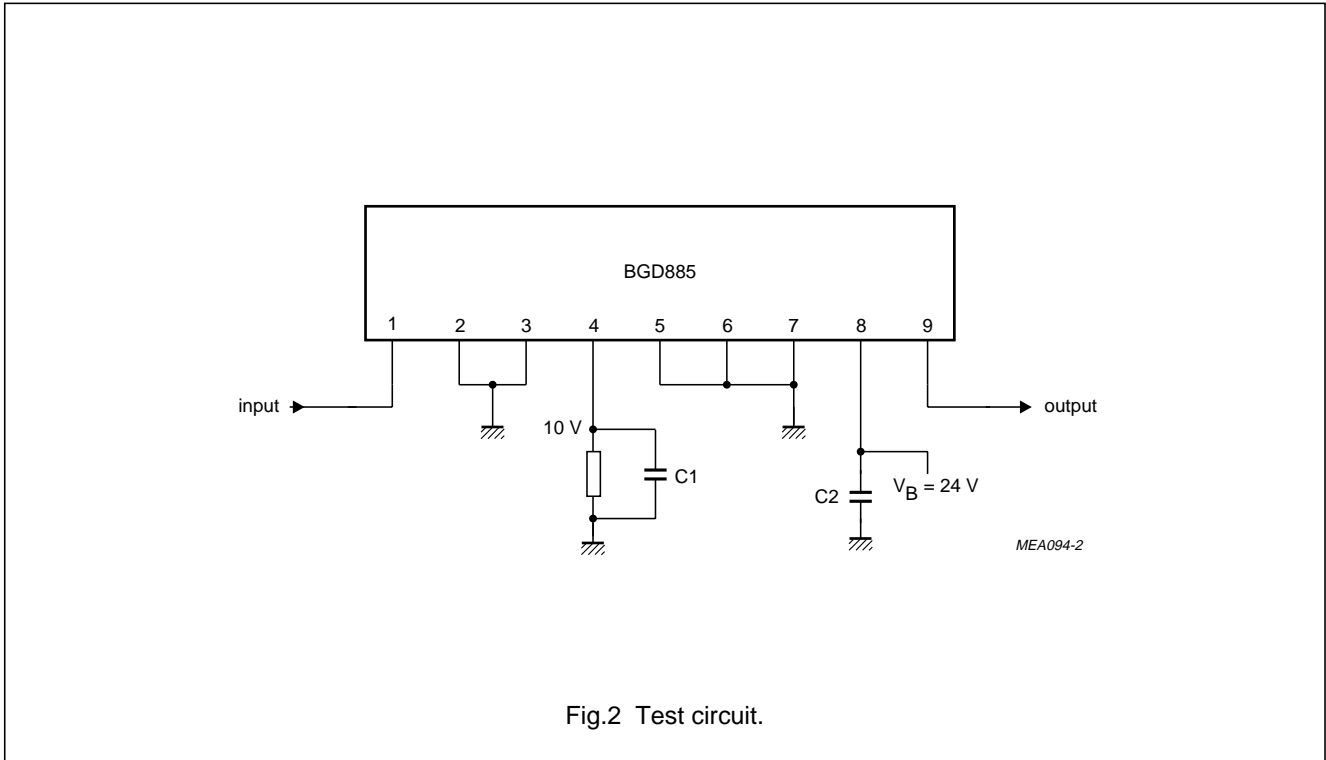 BGD885
1 2 3 4 5 6 7 8 9
input output
10 V
C1
C2 VB = 24 V
MEA094-2
Fig.2 Test circuit.